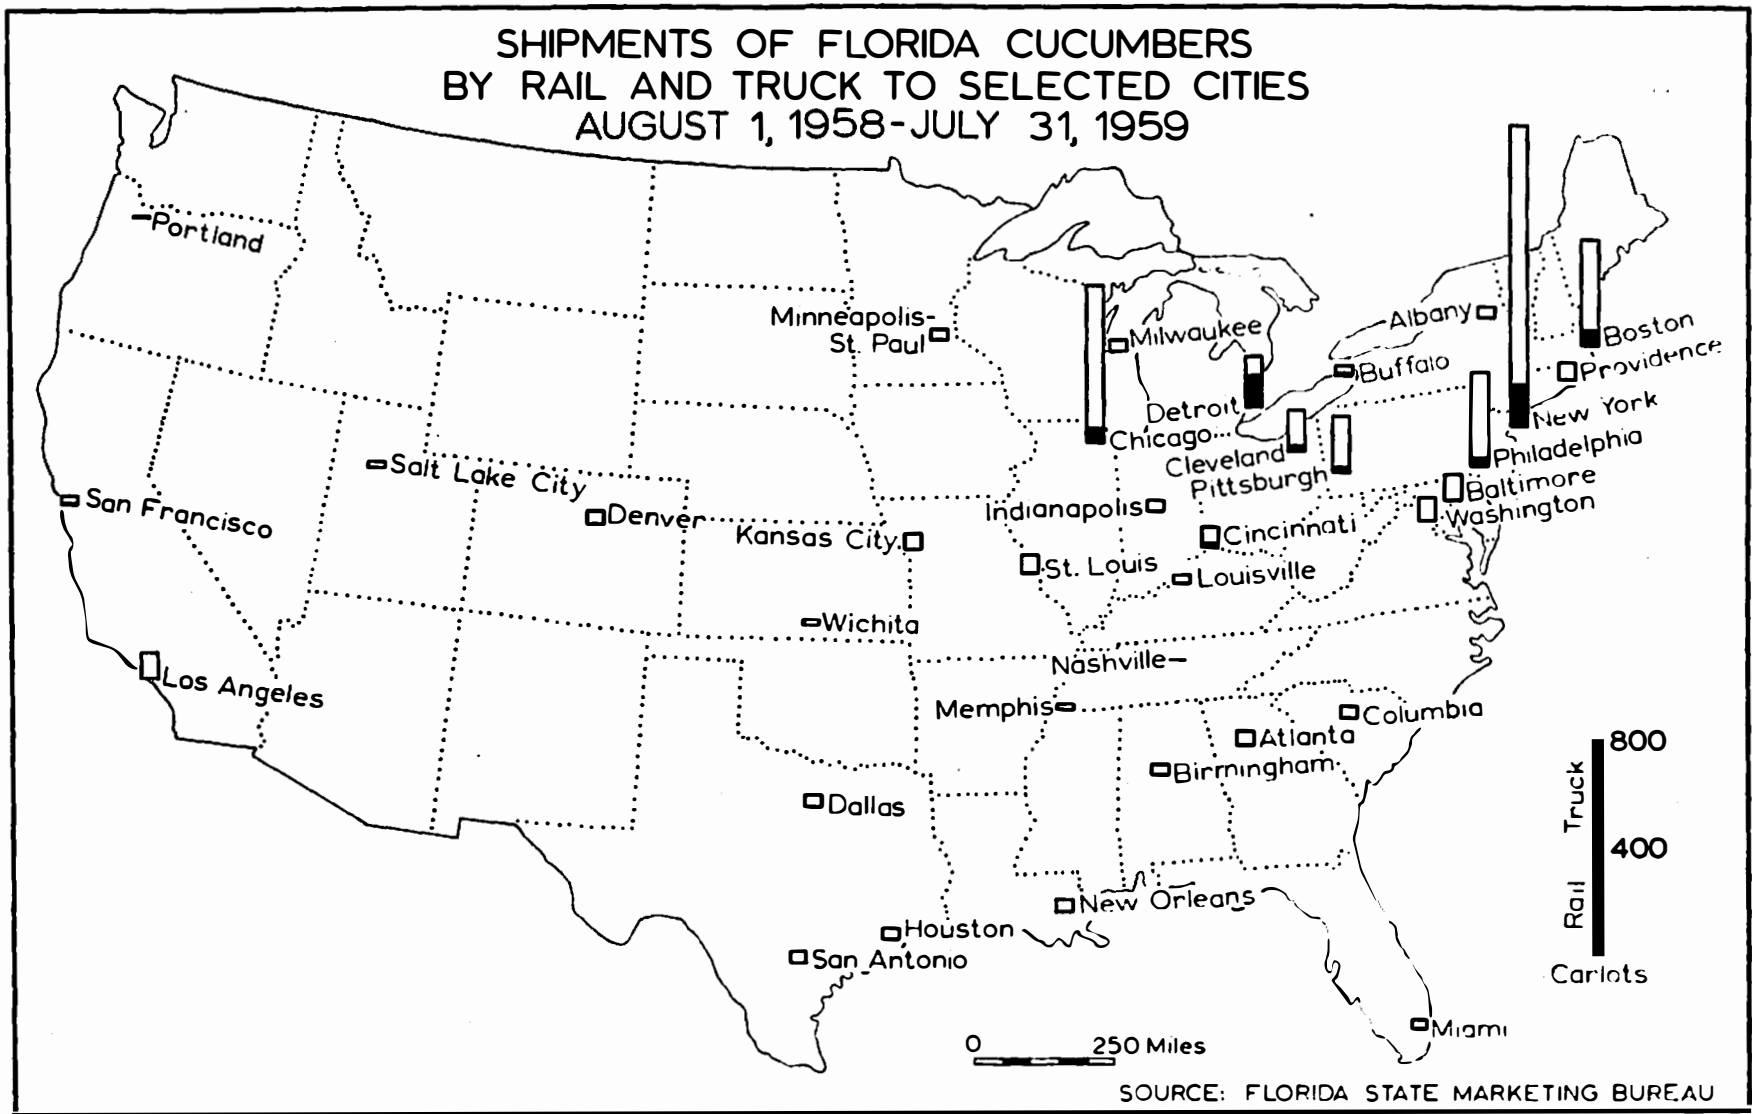 SHIPMENTS OF FLORIDA CUCUMBERS
BY RAIL AND TRUCK TO SELECTED CITIES
AUGUST 1, 1958-JULY 31, 1959
Portland
Minneapolis-
St. Paul
Milwaukee
Albany
Boston
Providence
Buffalo
Detroit
New York
Chicago
Cleveland
Philadelphia
Pittsburgh
Salt Lake City
Baltimore
San Francisco
Denver
Indianapolis
Washington
Kansas City
Cincinnati
St. Louis
Louisville
Wichita
Los Angeles
Nashville
Memphis
Columbia
Atlanta
Birmingham
Dallas
New Orleans
Houston
San Antonio
Miami
800
Truck
400
Rail
Carlots
0 250 Miles
SOURCE: FLORIDA STATE MARKETING BUREAU